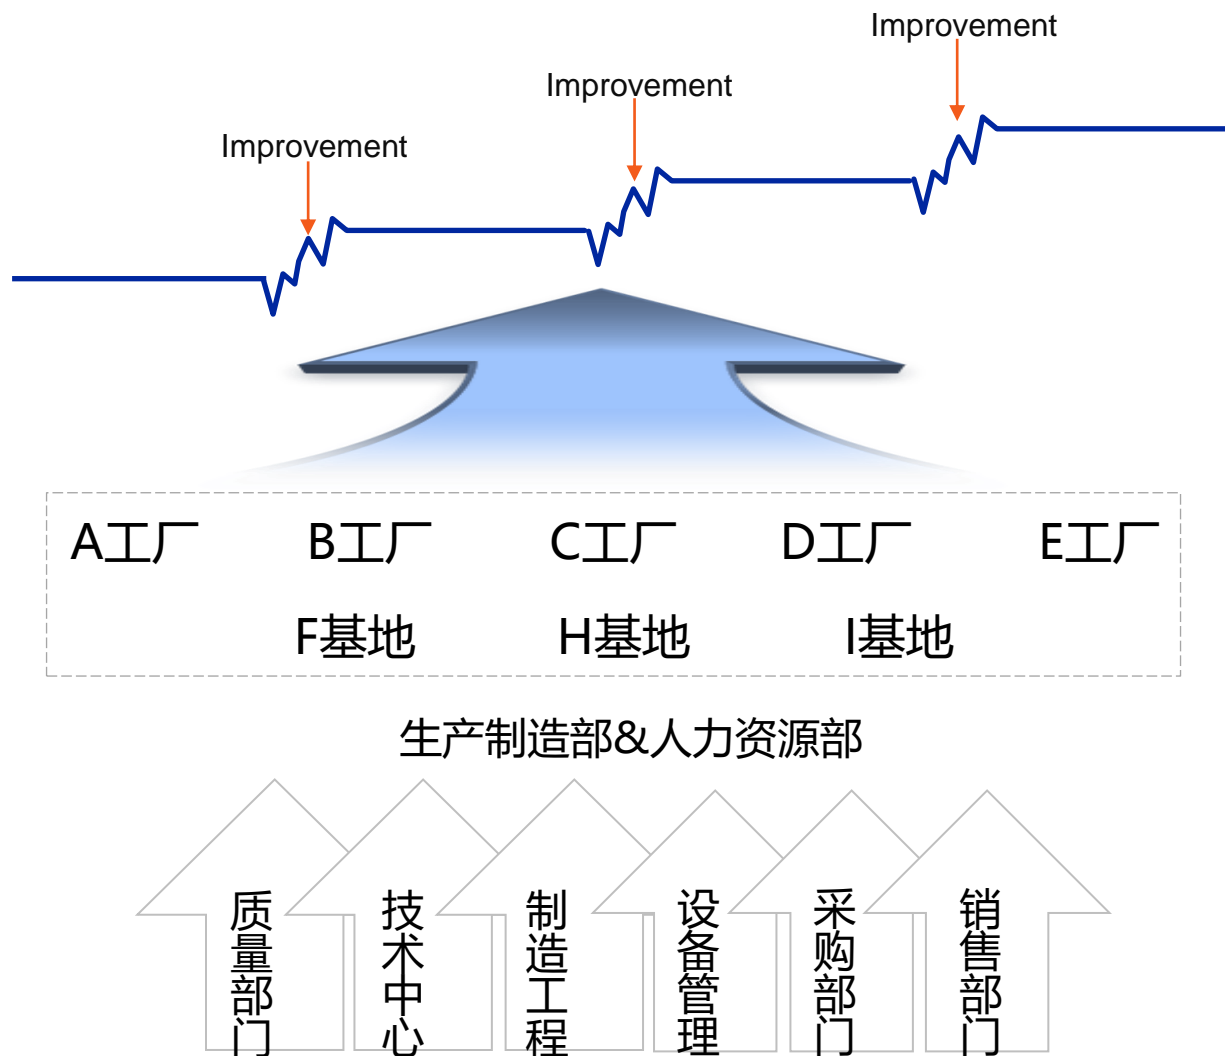 Improvement
Improvement
Improvement
A工厂 B工厂 C工厂 D工厂 E工厂
F基地 H基地 I基地
生产制造部&人力资源部
质量部门
技术中心
制造工程
设备管理
采购部门
销售部门